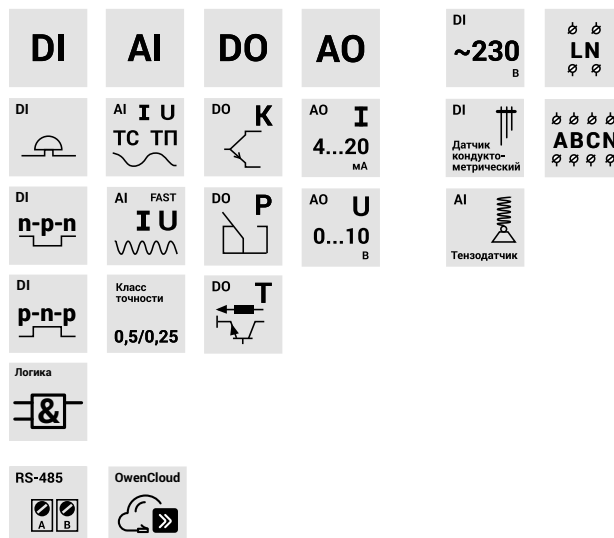 DI
AI
DO
AO
DI
~230
В
LN
DI
AI I U
ТС ТП
DO K
AO I
4...20
мА
DI
Датчик
кондукто-
метрический
ABCN
DI
n-p-n
AI FAST
I U
DO P
AO U
0...10
В
AI
Тензодатчик
DI
p-n-p
Класс
точности
0,5/0,25
DO T
Логика
&
RS-485
A B
OwenCloud